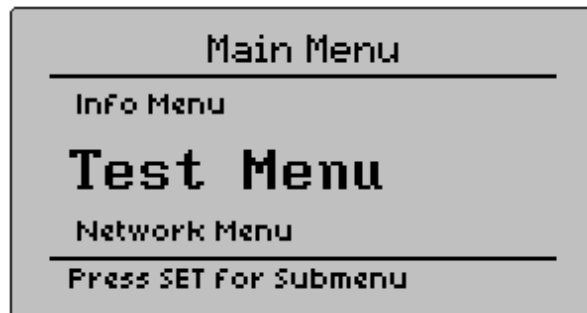 Main Menu
Info Menu
Test Menu
Network Menu
Press SET for Submenu